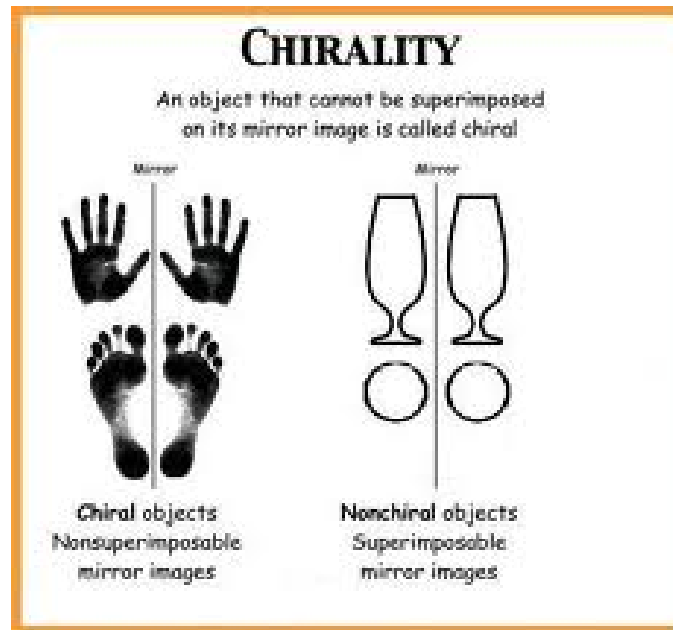 CHIRALITY
An object that cannot be superimposed
on its mirror image is called chiral
Mirror
Mirror
Chiral objects
Nonsuperimposable
mirror images
Nonchiral objects
Superimposable
mirror images